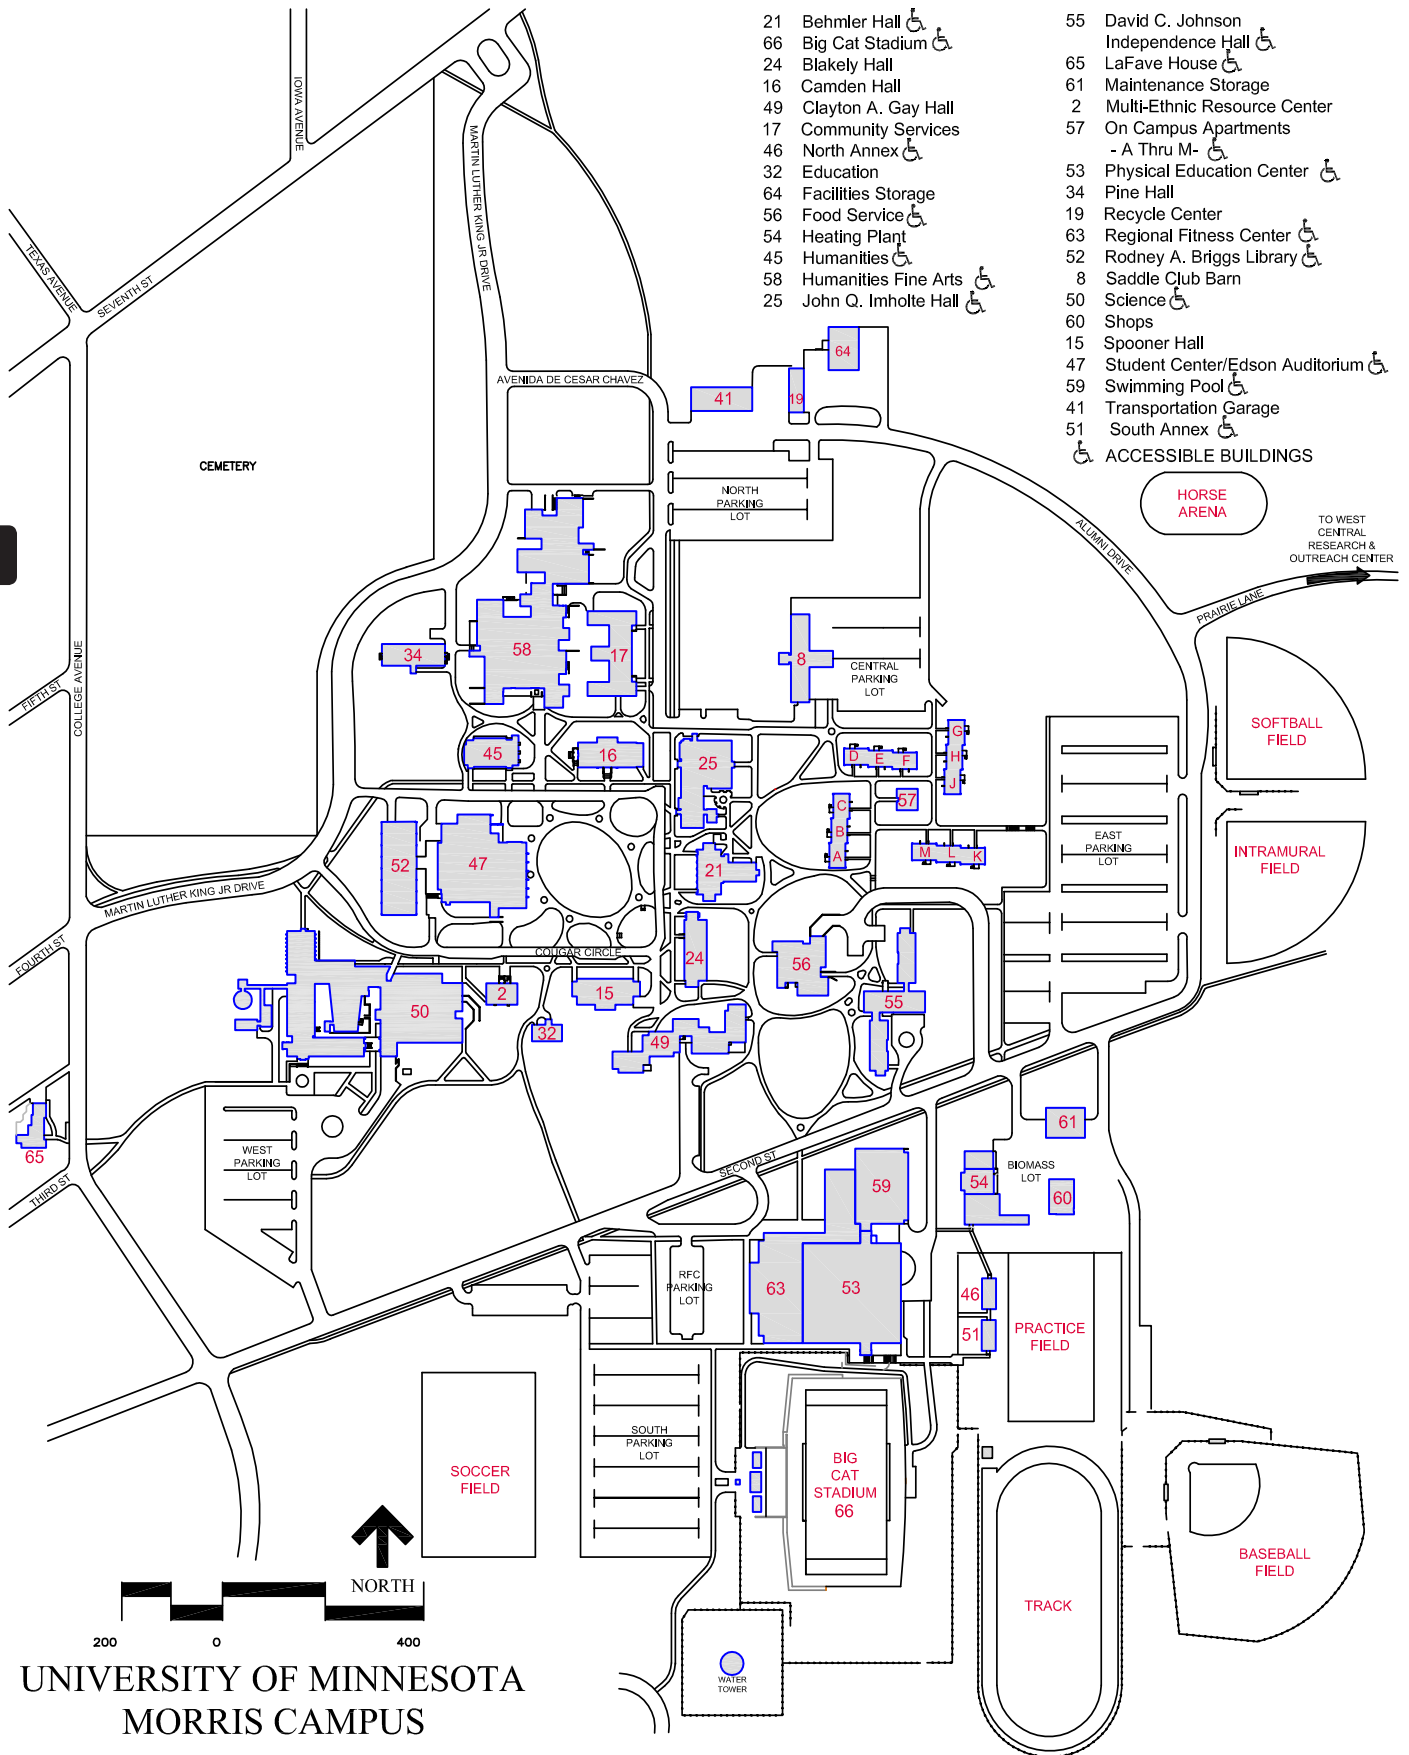 21 Behmler Hall
66 Big Cat Stadium
24 Blakely Hall
16 Camden Hall
49 Clayton A. Gay Hall
17 Community Services
46 North Annex
32 Education
64 Facilities Storage
56 Food Service
54 Heating Plant
45 Humanities
58 Humanities Fine Arts
25 John Q. Imholte Hall
55 David C. Johnson
Independence Hall
65 LaFave House
61 Maintenance Storage
2 Multi-Ethnic Resource Center
57 On Campus Apartments
- A Thru M-
53 Physical Education Center
34 Pine Hall
19 Recycle Center
63 Regional Fitness Center
52 Rodney A. Briggs Library
8 Saddle Club Barn
50 Science
60 Shops
15 Spooner Hall
47 Student Center/Edson Auditorium
59 Swimming Pool
41 Transportation Garage
51 South Annex
ACCESSIBLE BUILDINGS
IOWA AVENUE
MARTIN LUTHER KING JR DRIVE
TEXAS AVENUE
SEVENTH ST
AVENIDA DE CESAR CHAVEZ
64
41
19
CEMETERY
NORTH
PARKING
LOT
HORSE
ARENA
TO WEST
CENTRAL
RESEARCH &
OUTREACH CENTER
ALUMNI DRIVE
PRAIRIE LANE
COLLEGE AVENUE
FIFTH ST
34
58
17
8
CENTRAL
PARKING
LOT
SOFTBALL
FIELD
45
16
25
D
E
F
G
H
J
57
C
B
A
M
L
K
EAST
PARKING
LOT
INTRAMURAL
FIELD
52
47
21
MARTIN LUTHER KING JR DRIVE
FOURTH ST
COUGAR CIRCLE
24
56
55
50
2
15
32
49
65
THIRD ST
WEST
PARKING
LOT
SECOND ST
61
BIOMASS
LOT
54
60
59
RFC
PARKING
LOT
63
53
46
51
PRACTICE
FIELD
SOCCER
FIELD
SOUTH
PARKING
LOT
BIG
CAT
STADIUM
66
BASEBALL
FIELD
TRACK
WATER
TOWER
NORTH
200 0 400
UNIVERSITY OF MINNESOTA
MORRIS CAMPUS